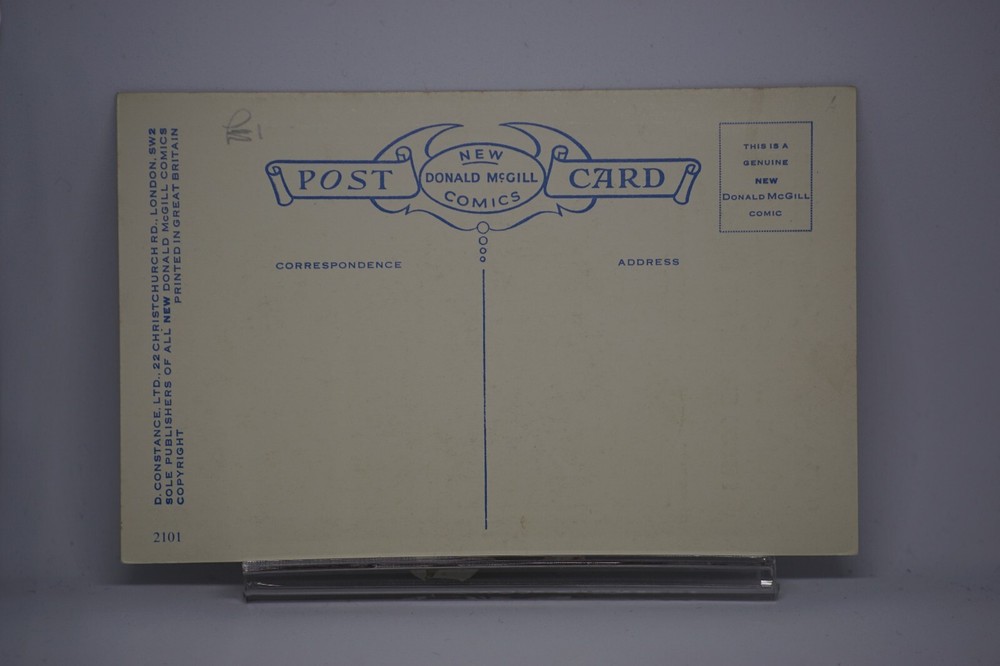 D. CONSTANCE. LTD., 22 CHRISTCHURCH RD., LONDON. SW2
SOLE PUBLISHERS OF ALL NEW DONALD McGILL COMICS
COPYRIGHT PRINTED IN GREAT BRITAIN
2101
POST
NEW
DONALD McGILL
COMICS
CARD
THIS IS A
GENUINE
NEW
DONALD McGILL
COMIC
CORRESPONDENCE
ADDRESS